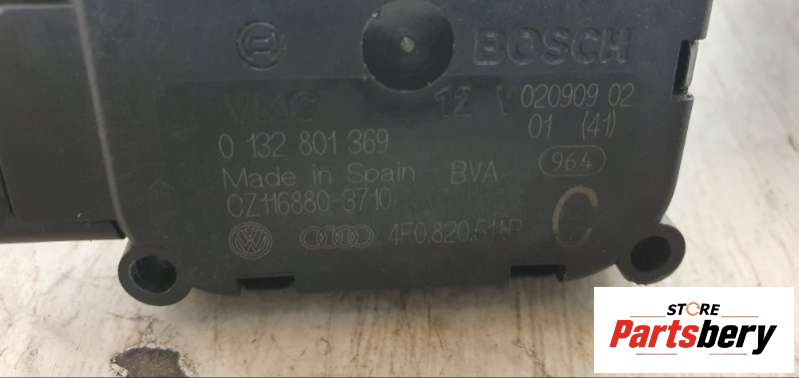 BOSCH
12 V 020909 02
01 (41)
0 132 801 369
Made in Spain BVA 964
CZ116880-3710 C
4F0.820.511P
STORE
Partsbery